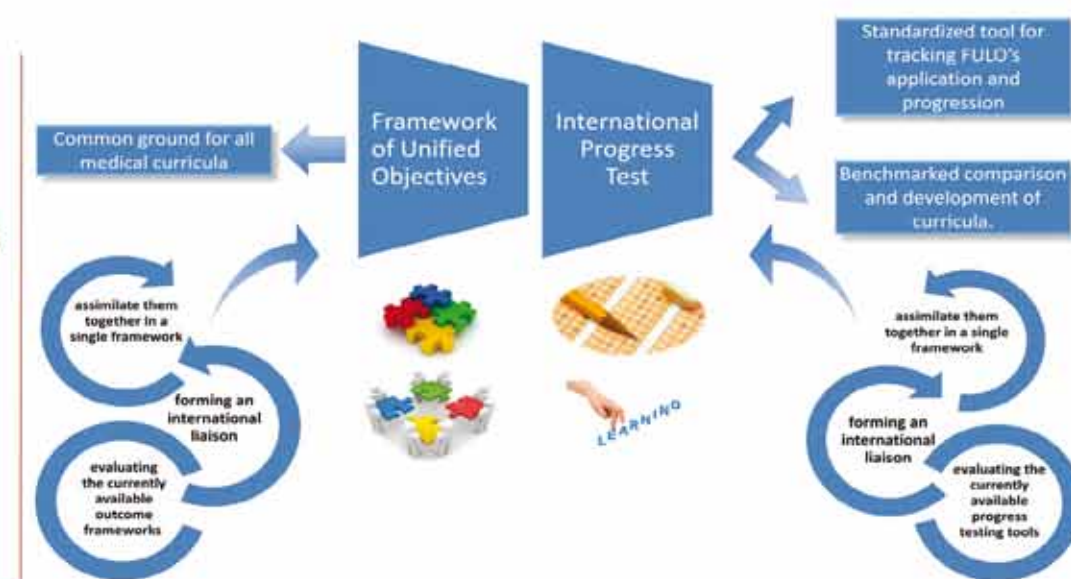 Common ground for all
medical curricula
Framework
of Unified
Objectives
International
Progress
Test
Standardized tool for
tracking FULO's
application and
progression
Benchmarked comparison
and development of
curricula.
assimilate them
together in a
single framework
forming an
international
liaison
evaluating
the currently
available
outcome
frameworks
LEARNING
assimilate them
together in a single
framework
forming an
international
liaison
evaluating the
currently
available
progress
testing tools